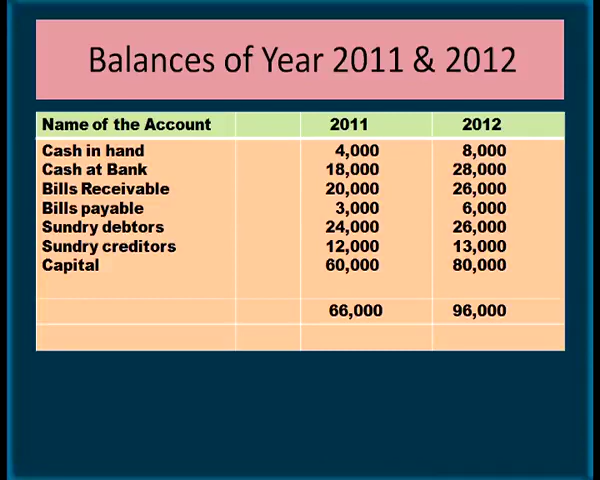 Balances of Year 2011 & 2012
Name of the Account 2011 2012
Cash in hand 4,000 8,000
Cash at Bank 18,000 28,000
Bills Receivable 20,000 26,000
Bills payable 3,000 6,000
Sundry debtors 24,000 26,000
Sundry creditors 12,000 13,000
Capital 60,000 80,000
66,000 96,000